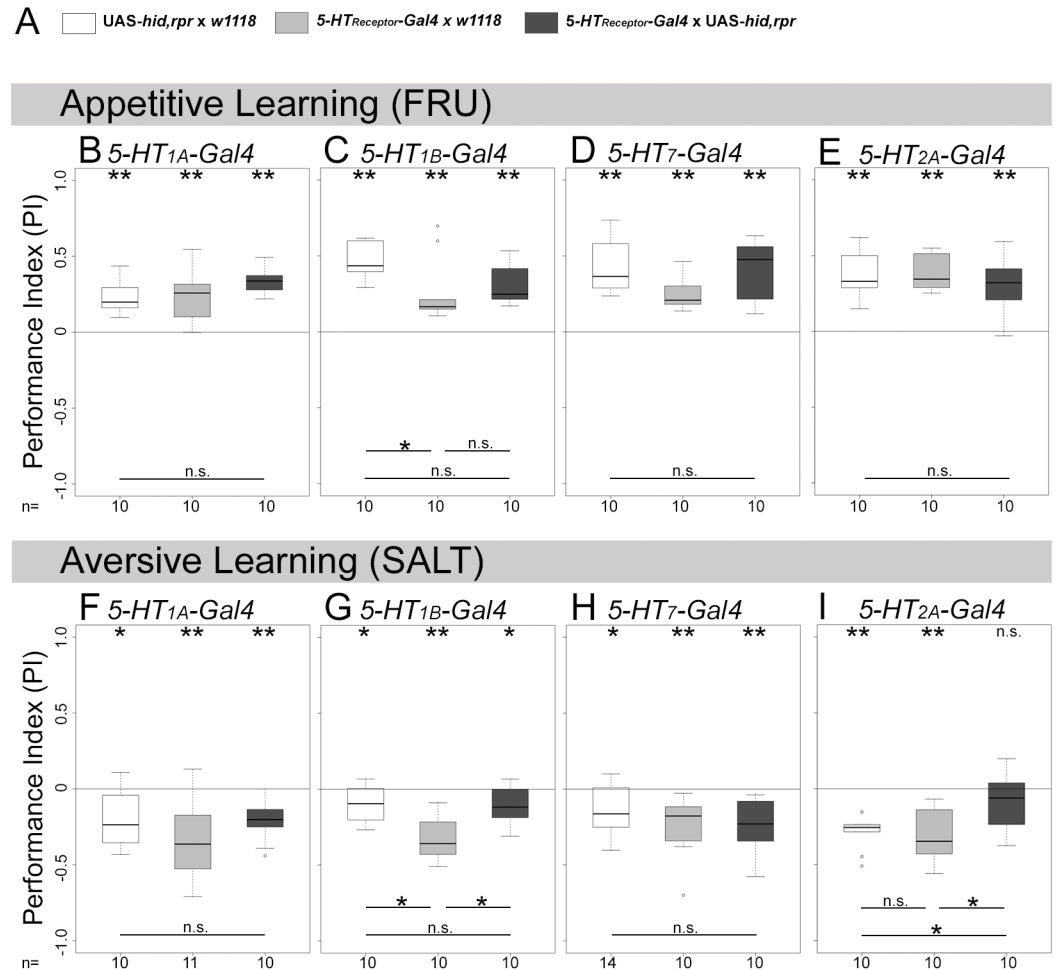 A UAS-hid,rpr x w1118 5-HTReceptor-Gal4 x w1118 5-HTReceptor-Gal4 x UAS-hid,rpr
Appetitive Learning (FRU)
B 5-HT1A-Gal4 C 5-HT1B-Gal4 D 5-HT7-Gal4 E 5-HT2A-Gal4
** ** ** ** ** ** ** ** ** ** ** **
Performance Index (PI)
1.0
0.5
0
-0.5
-1.0
* n.s.
n.s. n.s. n.s. n.s.
n= 10 10 10 10 10 10 10 10 10 10 10 10
Aversive Learning (SALT)
F 5-HT1A-Gal4 G 5-HT1B-Gal4 H 5-HT7-Gal4 I 5-HT2A-Gal4
* ** ** * ** * * ** ** ** ** n.s.
Performance Index (PI)
1.0
0.5
0
-0.5
-1.0
* * n.s. *
n.s. n.s. n.s. *
n= 10 11 10 10 10 10 14 10 10 10 10 10